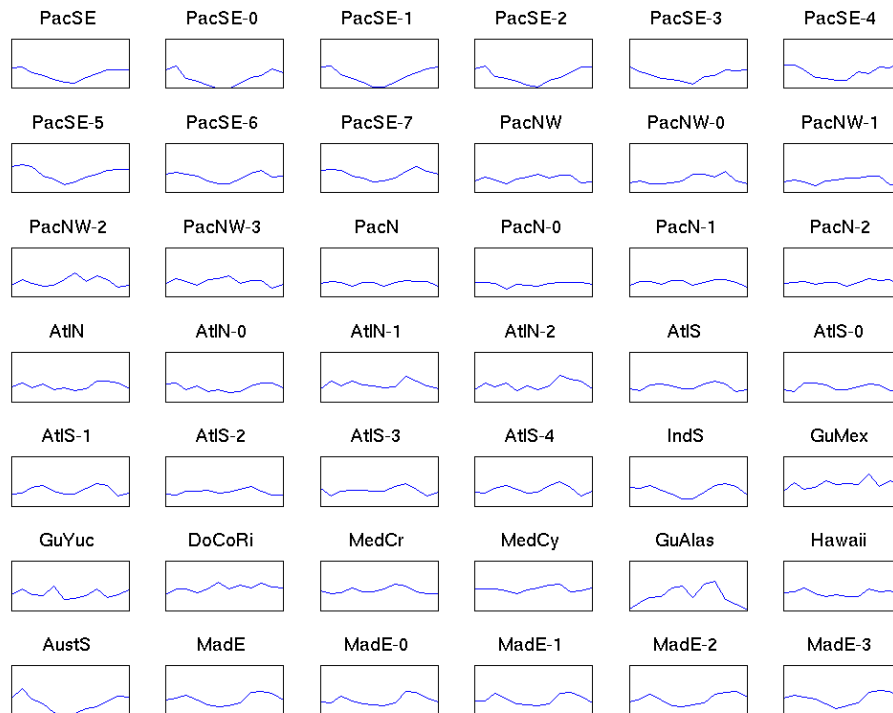 PacSE PacSE-0 PacSE-1 PacSE-2 PacSE-3 PacSE-4
PacSE-5 PacSE-6 PacSE-7 PacNW PacNW-0 PacNW-1
PacNW-2 PacNW-3 PacN PacN-0 PacN-1 PacN-2
AtlN AtlN-0 AtlN-1 AtlN-2 AtlS AtlS-0
AtlS-1 AtlS-2 AtlS-3 AtlS-4 IndS GuMex
GuYuc DoCoRi MedCr MedCy GuAlas Hawaii
AustS MadE MadE-0 MadE-1 MadE-2 MadE-3